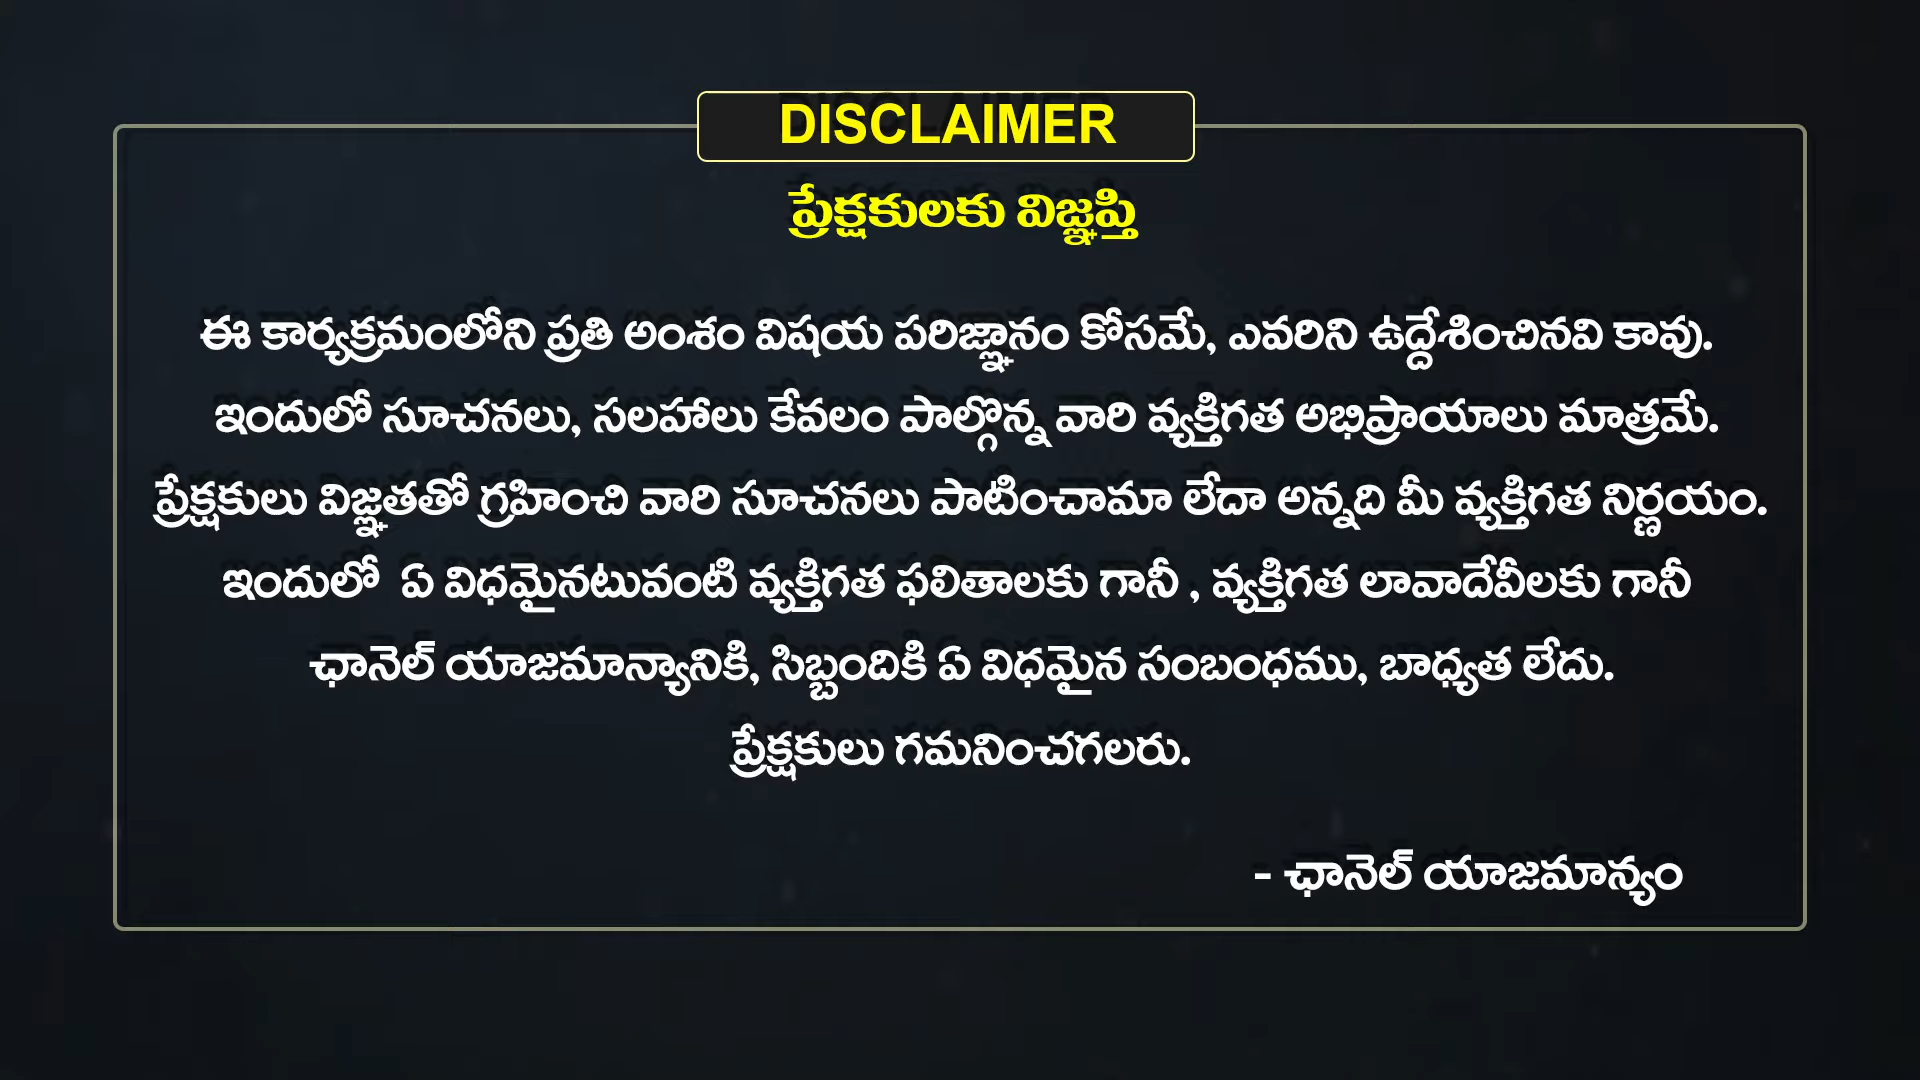 DISCLAIMER
ప్రేక్షకులకు విజ్ఞప్తి
ఈ కార్యక్రమంలోని ప్రతి అంశం విషయ పరిజ్ఞానం కోసమే, ఎవరిని ఉద్దేశించినవి కావు.
ఇందులో సూచనలు, సలహాలు కేవలం పాల్గొన్న వారి వ్యక్తిగత అభిప్రాయాలు మాత్రమే.
ప్రేక్షకులు విజ్ఞతతో గ్రహించి వారి సూచనలు పాటించామా లేదా అన్నది మీ వ్యక్తిగత నిర్ణయం.
ఇందులో ఏ విధమైనటువంటి వ్యక్తిగత ఫలితాలకు గానీ , వ్యక్తిగత లావాదేవీలకు గానీ
ఛానెల్ యాజమాన్యానికి, సిబ్బందికి ఏ విధమైన సంబంధము, బాధ్యత లేదు.
ప్రేక్షకులు గమనించగలరు.
- ఛానెల్ యాజమాన్యం